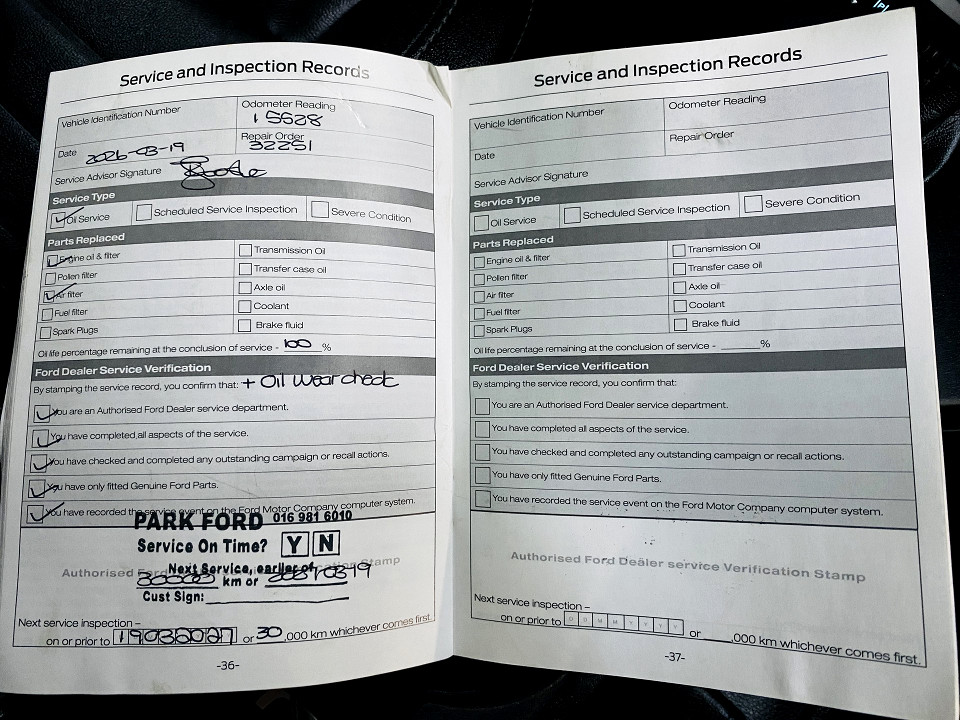 Service and Inspection Records
Vehicle Identification Number
Odometer Reading
15628
Date 2026-03-19
Repair Order
32251
Service Advisor Signature
Service Type
Oil Service Scheduled Service Inspection Severe Condition
Parts Replaced
Engine oil & filter Transmission Oil
Pollen filter Transfer case oil
Air filter Axle oil
Fuel filter Coolant
Spark Plugs Brake fluid
Oil life percentage remaining at the conclusion of service - 100 %
Ford Dealer Service Verification
By stamping the service record, you confirm that: + Oil wear check
You are an Authorised Ford Dealer service department.
You have completed all aspects of the service.
You have checked and completed any outstanding campaign or recall actions.
You have only fitted Genuine Ford Parts.
You have recorded the service event on the Ford Motor Company computer system.
PARK FORD 016 981 6010
Service On Time? Y N
Authorised Ford Dealer service Verification Stamp
Next Service, earlier of
30000 km or 2027/03/19
Cust Sign:
Next service inspection –
on or prior to 19032027 or 30 ,000 km whichever comes first.
-36-
Service and Inspection Records
Vehicle Identification Number
Odometer Reading
Date
Repair Order
Service Advisor Signature
Service Type
Oil Service Scheduled Service Inspection Severe Condition
Parts Replaced
Engine oil & filter Transmission Oil
Pollen filter Transfer case oil
Air filter Axle oil
Fuel filter Coolant
Spark Plugs Brake fluid
Oil life percentage remaining at the conclusion of service - ______%
Ford Dealer Service Verification
By stamping the service record, you confirm that:
You are an Authorised Ford Dealer service department.
You have completed all aspects of the service.
You have checked and completed any outstanding campaign or recall actions.
You have only fitted Genuine Ford Parts.
You have recorded the service event on the Ford Motor Company computer system.
Authorised Ford Dealer service Verification Stamp
Next service inspection –
on or prior to D D M M Y Y Y Y or ____,000 km whichever comes first.
-37-